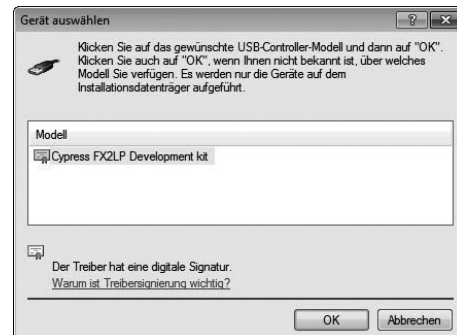 Gerät auswählen
Klicken Sie auf das gewünschte USB-Controller-Modell und dann auf "OK".
Klicken Sie auch auf "OK", wenn Ihnen nicht bekannt ist, über welches
Modell Sie verfügen. Es werden nur die Geräte auf dem
Installationsdatenträger aufgeführt.
Modell
Cypress FX2LP Development kit
Der Treiber hat eine digitale Signatur.
Warum ist Treibersignierung wichtig?
OK
Abbrechen